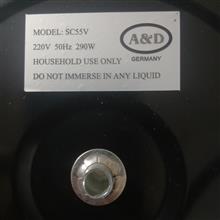 MODEL: SC55V
220V 50Hz 290W
HOUSEHOLD USE ONLY
DO NOT IMMERSE IN ANY LIQUID
A&D
GERMANY